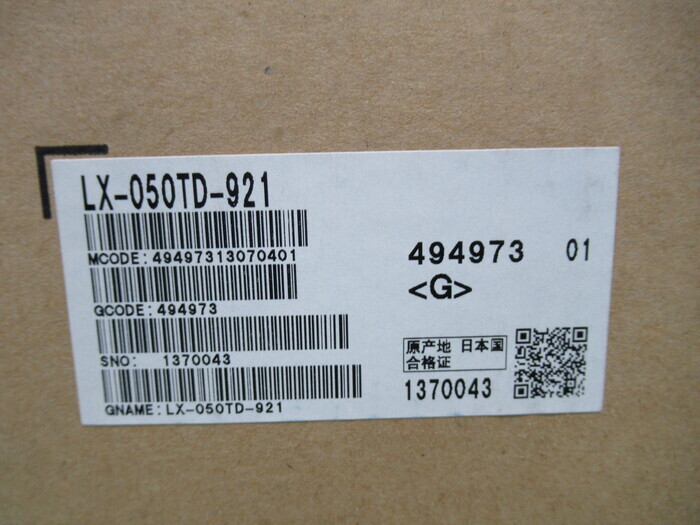 LX-050TD-921
MCODE: 49497313070401
GCODE: 494973
SNO: 1370043
GNAME: LX-050TD-921
494973 01
<G>
原产地 日本国
合格证
1370043